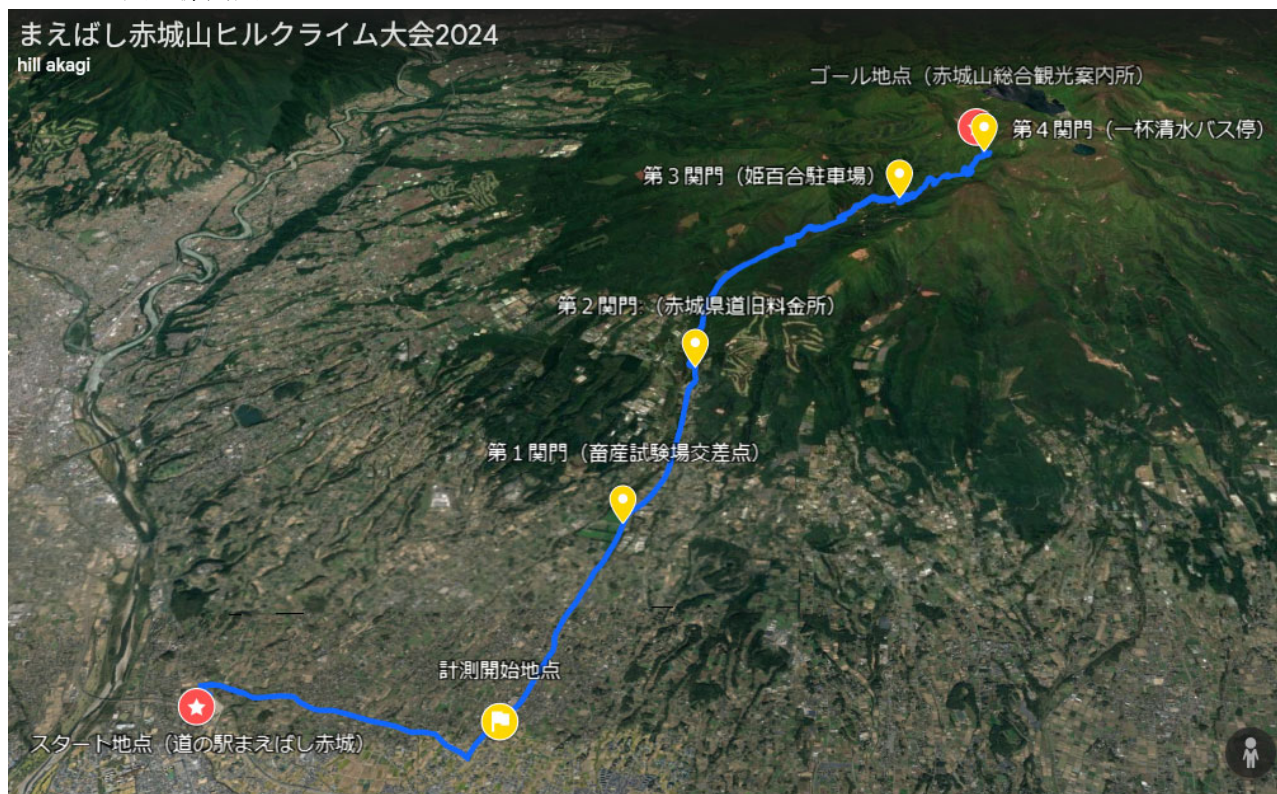 まえばし赤城山ヒルクライム大会2024
hill akagi
ゴール地点（赤城山総合観光案内所）
第４関門（一杯清水バス停）
第３関門（姫百合駐車場）
第２関門（赤城県道旧料金所）
第１関門（畜産試験場交差点）
計測開始地点
スタート地点（道の駅まえばし赤城）